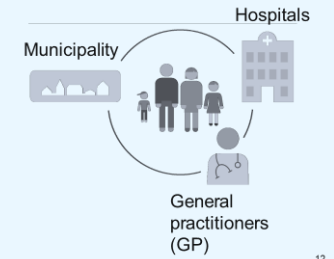 Hospitals
Municipality
General
practitioners
(GP)